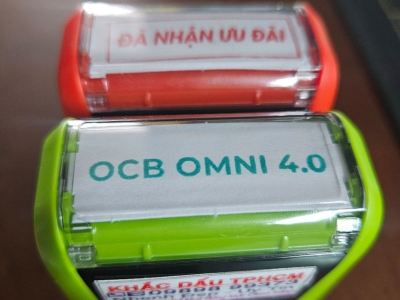 ĐÃ NHẬN ƯU ĐÃI
OCB OMNI 4.0
KHẮC DẤU TPHCM